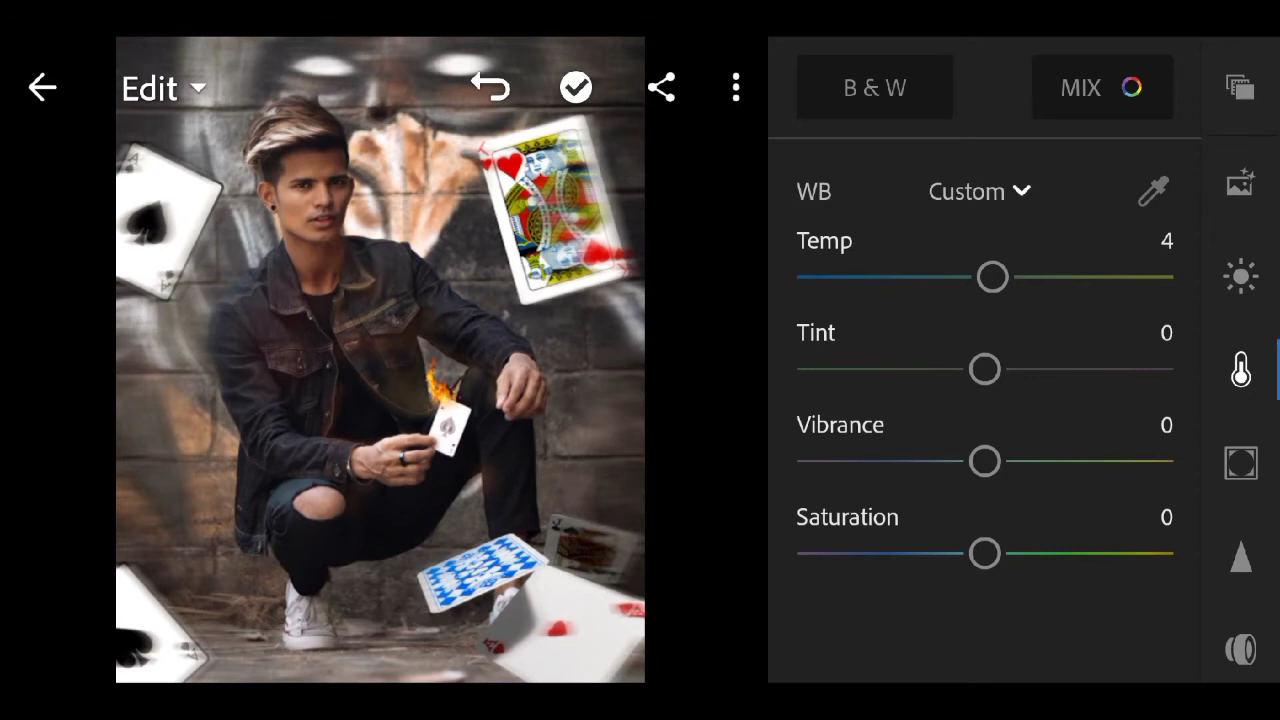 Edit
B & W
MIX
WB
Custom
Temp
4
Tint
0
Vibrance
0
Saturation
0
A
A